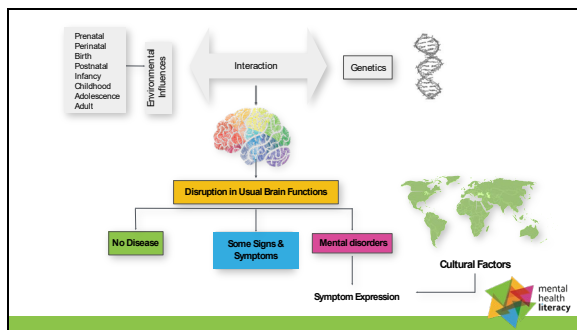 Prenatal
Perinatal
Birth
Postnatal
Infancy
Childhood
Adolescence
Adult
Environmental
Influences
Interaction
Genetics
Disruption in Usual Brain Functions
No Disease
Some Signs &
Symptoms
Mental disorders
Cultural Factors
Symptom Expression
mental
health
literacy